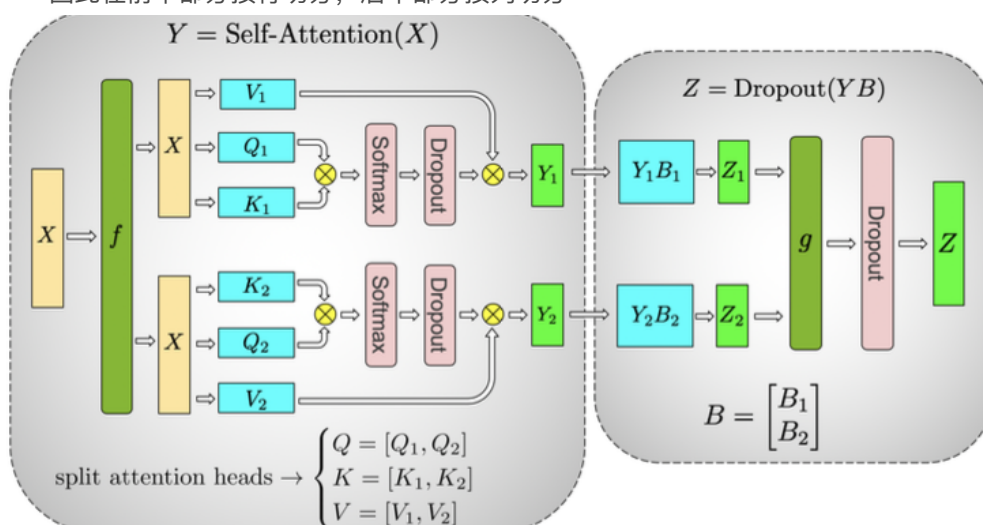 Y = Self-Attention(X)
Z = Dropout(YB)
X
f
X
V₁
Q₁
K₁
Softmax
Dropout
Y₁
Y₁B₁
Z₁
X
K₂
Q₂
V₂
Softmax
Dropout
Y₂
Y₂B₂
Z₂
g
Dropout
Z
B = [B₁
B₂]
split attention heads → { Q = [Q₁, Q₂]
K = [K₁, K₂]
V = [V₁, V₂]